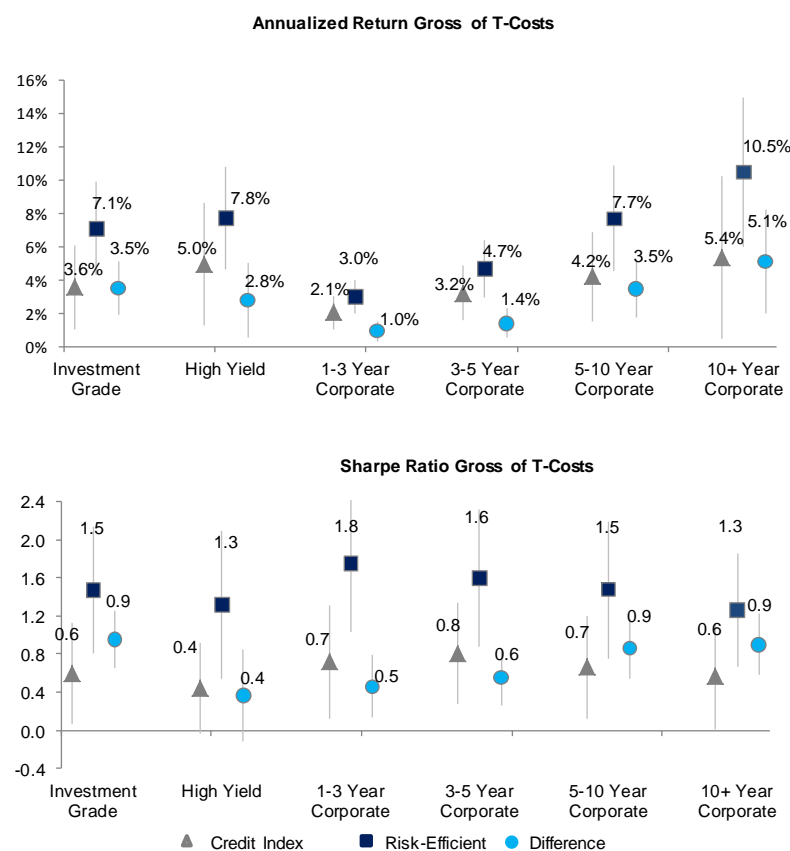 Annualized Return Gross of T-Costs
16%
14%
12%
10%
8%
6%
4%
2%
0%
3.6%
7.1%
3.5%
5.0%
7.8%
2.8%
2.1%
3.0%
1.0%
3.2%
4.7%
1.4%
4.2%
7.7%
3.5%
5.4%
10.5%
5.1%
Investment
Grade
High Yield
1-3 Year
Corporate
3-5 Year
Corporate
5-10 Year
Corporate
10+ Year
Corporate
Sharpe Ratio Gross of T-Costs
2.4
2.0
1.6
1.2
0.8
0.4
0.0
-0.4
0.6
1.5
0.9
0.4
1.3
0.4
0.7
1.8
0.5
0.8
1.6
0.6
0.7
1.5
0.9
0.6
1.3
0.9
Investment
Grade
High Yield
1-3 Year
Corporate
3-5 Year
Corporate
5-10 Year
Corporate
10+ Year
Corporate
Credit Index
Risk-Efficient
Difference